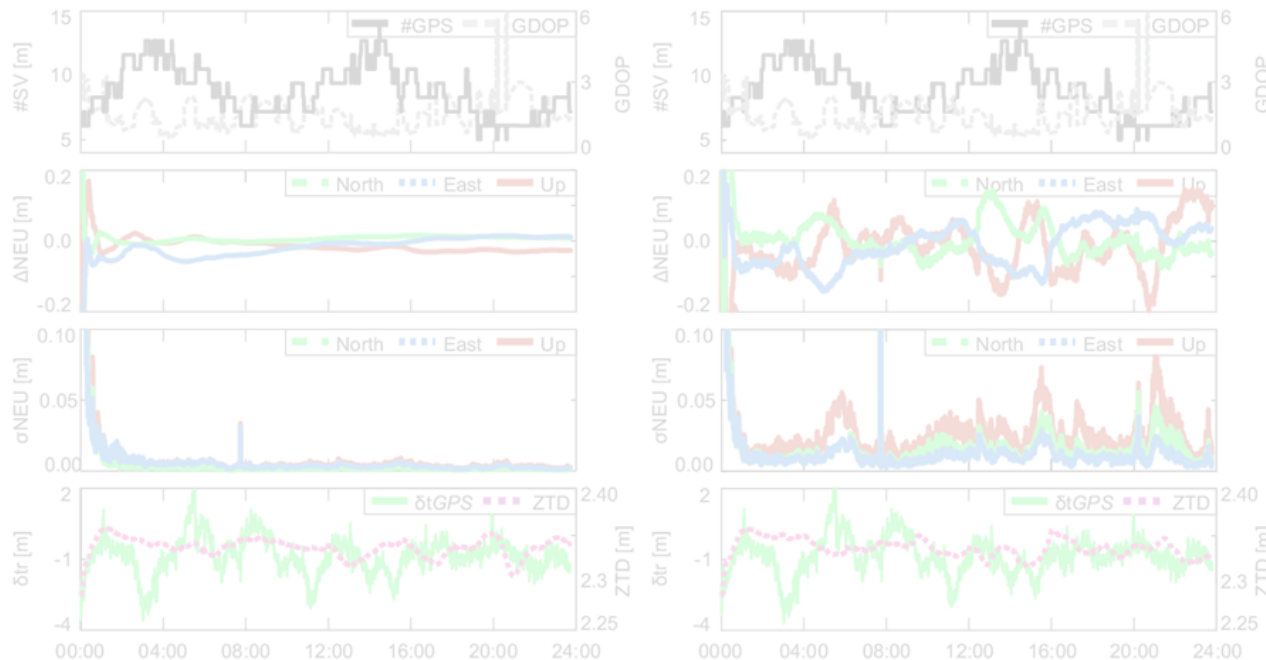 #GPS GDOP
15
10
5
#SV [m]
6
3
0
GDOP
North East Up
0.2
0.0
-0.2
ΔNEU [m]
North East Up
0.10
0.05
0.00
σNEU [m]
δtGPS ZTD
2
-1
-4
δtr [m]
2.40
2.3
2.25
ZTD [m]
00:00 04:00 08:00 12:00 16:00 20:00 24:00
#GPS GDOP
15
10
5
#SV [m]
6
3
0
GDOP
North East Up
0.2
0.0
-0.2
ΔNEU [m]
North East Up
0.10
0.05
0.00
σNEU [m]
δtGPS ZTD
2
-1
-4
δtr [m]
2.40
2.3
2.25
ZTD [m]
0000 04:00 08:00 12:00 16:00 20:00 24:00